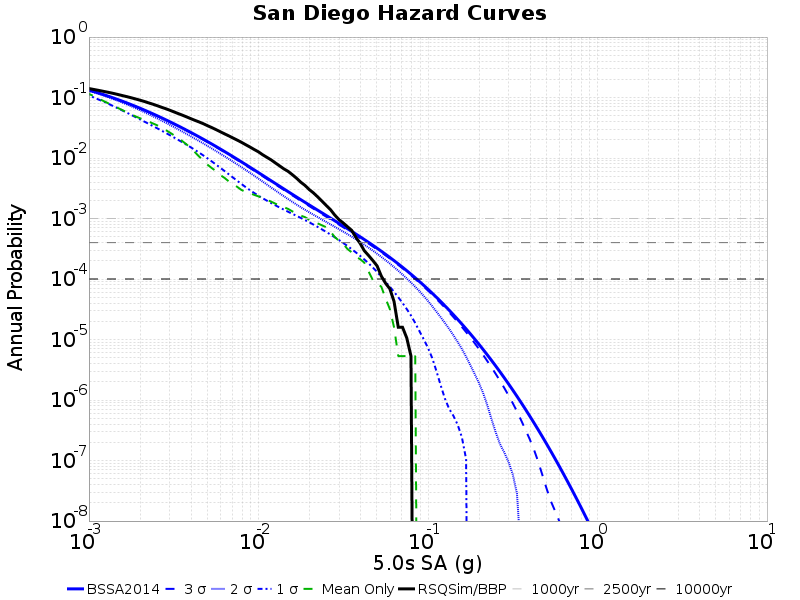 San Diego Hazard Curves
10^0
10^-1
10^-2
10^-3
10^-4
10^-5
10^-6
10^-7
10^-8
Annual Probability
10^-3 10^-2 10^-1 10^0 10^1
5.0s SA (g)
BSSA2014 3 σ 2 σ 1 σ Mean Only RSQSim/BBP 1000yr 2500yr 10000yr